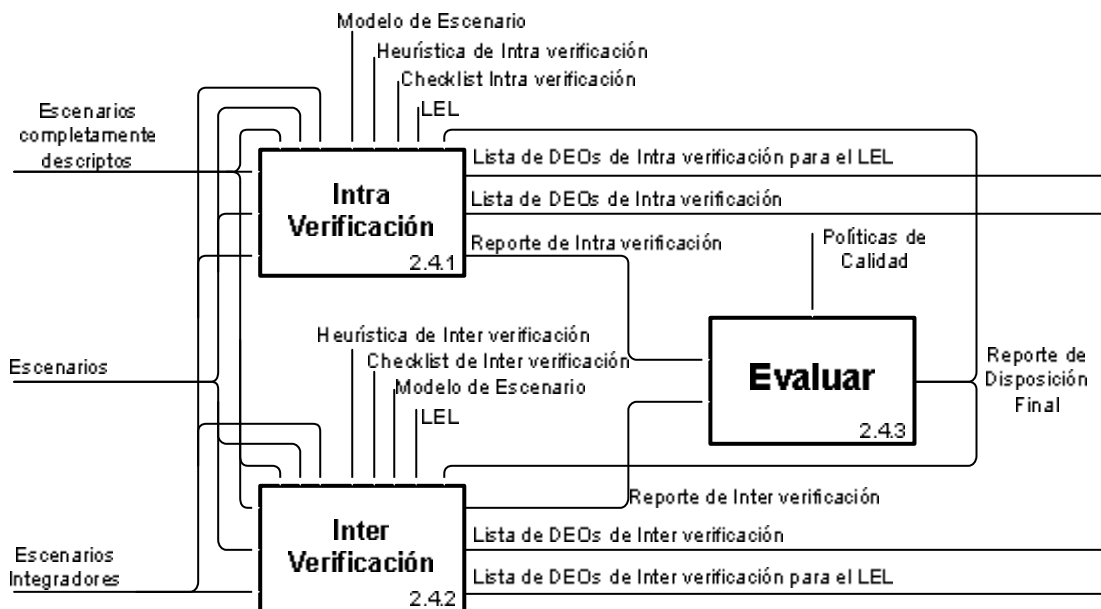 Modelo de Escenario
Heurística de Intra verificación
Checklist Intra verificación
LEL
Escenarios
completamente
descriptos
Intra
Verificación
2.4.1
Lista de DEOs de Intra verificación para el LEL
Lista de DEOs de Intra verificación
Reporte de Intra verificación
Políticas de
Calidad
Heurística de Inter verificación
Checklist de Inter verificación
Modelo de Escenario
LEL
Escenarios
Evaluar
2.4.3
Reporte de
Disposición
Final
Reporte de Inter verificación
Inter
Verificación
2.4.2
Lista de DEOs de Inter verificación
Lista de DEOs de Inter verificación para el LEL
Escenarios
Integradores